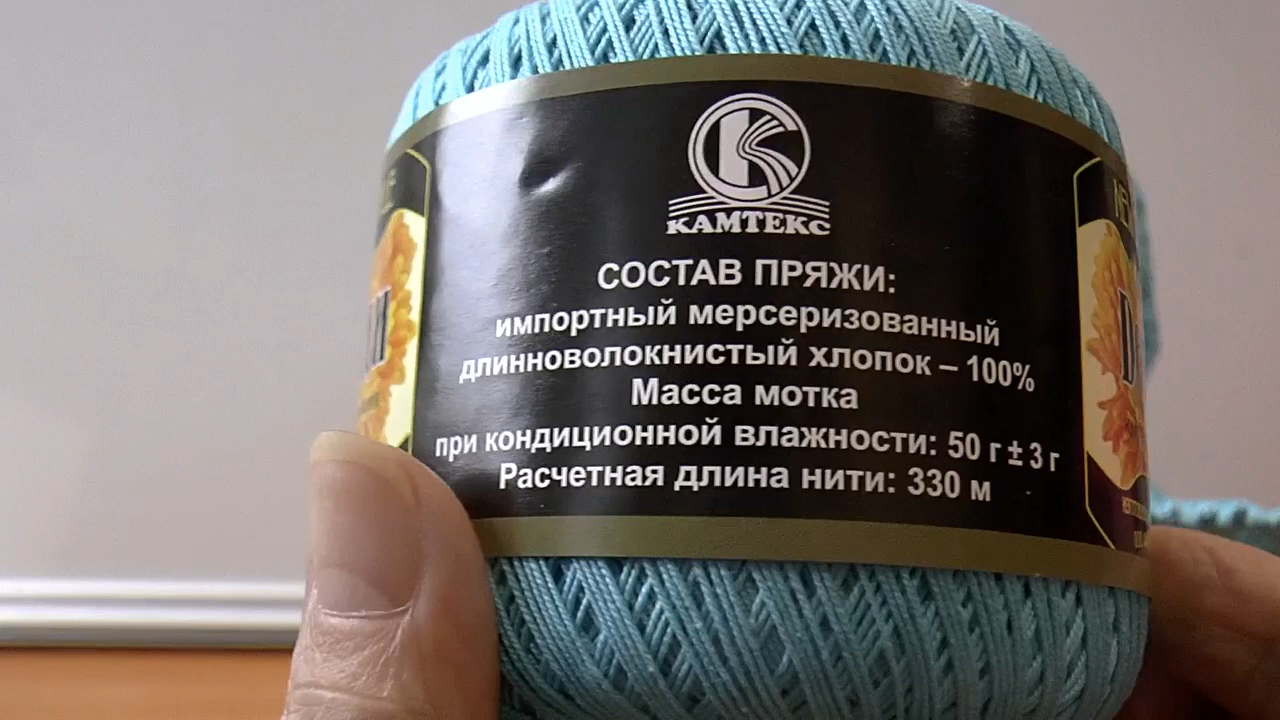 КАМТЕКС
СОСТАВ ПРЯЖИ:
импортный мерсеризованный
длинноволокнистый хлопок – 100%
Масса мотка
при кондиционной влажности: 50 г ± 3 г
Расчетная длина нити: 330 м